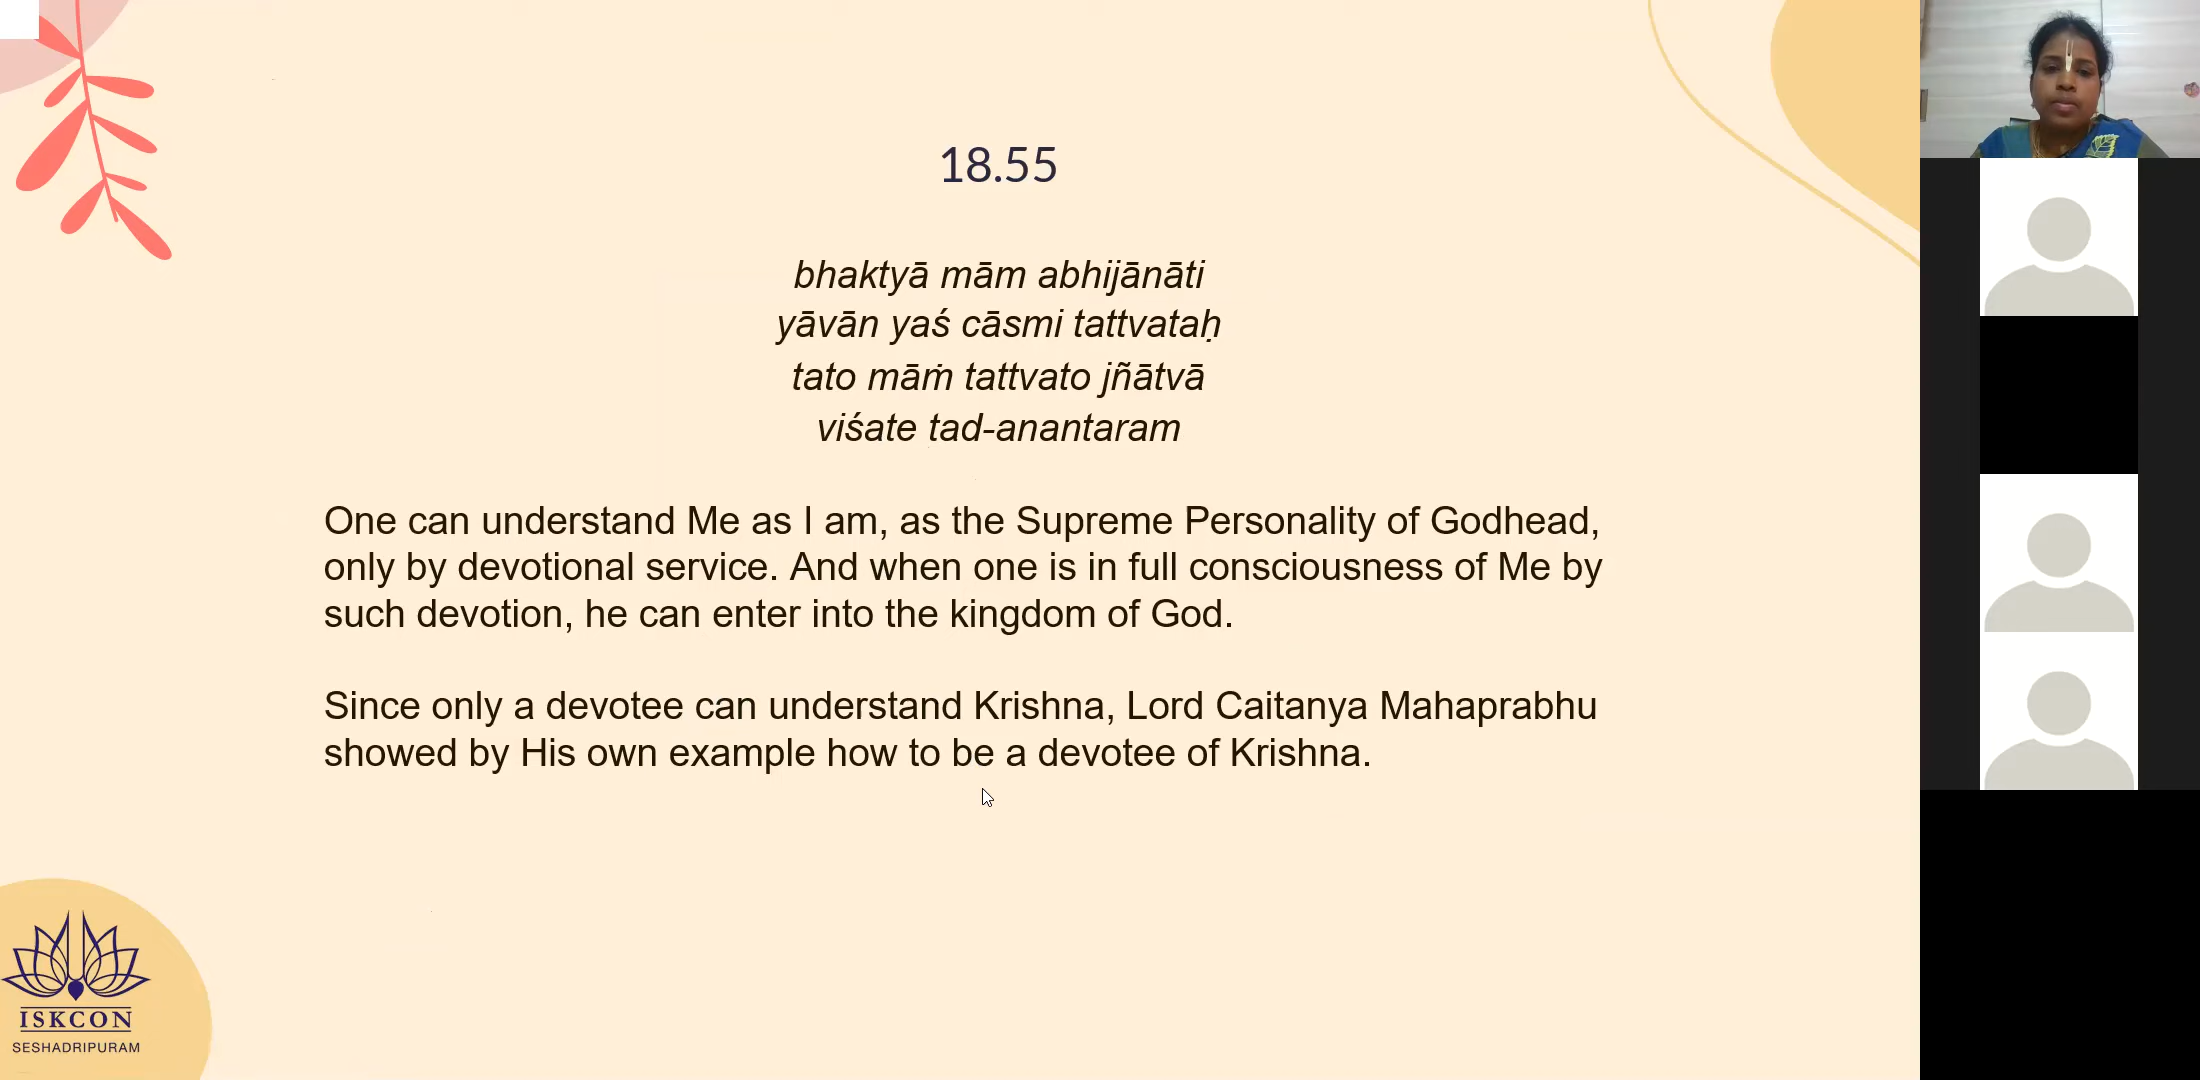 18.55
bhaktyā mām abhijānāti
yāvān yaś cāsmi tattvataḥ
tato māṁ tattvato jñātvā
viśate tad-anantaram
One can understand Me as I am, as the Supreme Personality of Godhead,
only by devotional service. And when one is in full consciousness of Me by
such devotion, he can enter into the kingdom of God.
Since only a devotee can understand Krishna, Lord Caitanya Mahaprabhu
showed by His own example how to be a devotee of Krishna.
ISKCON
SESHADRIPURAM